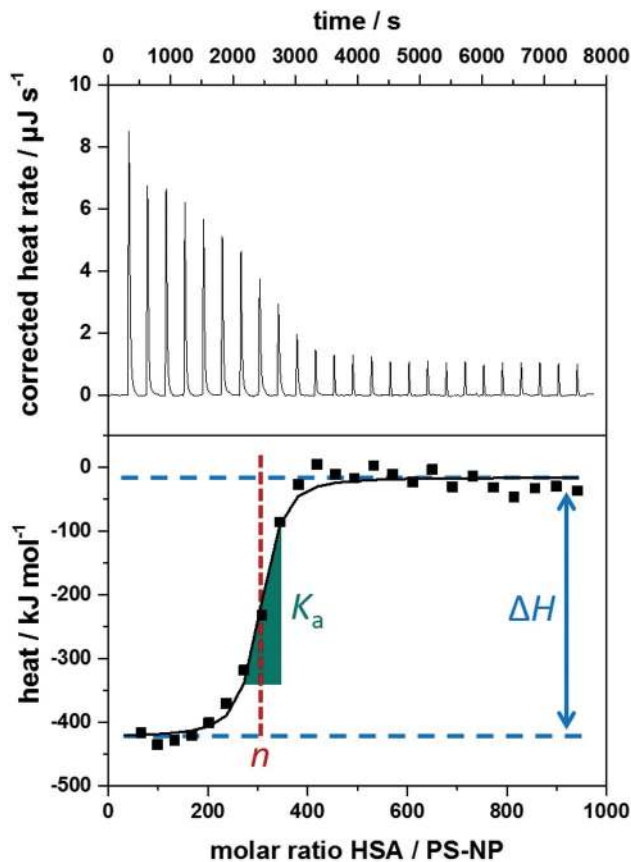 time / s
0 1000 2000 3000 4000 5000 6000 7000 8000
corrected heat rate / µJ s⁻¹
10
8
6
4
2
0
heat / kJ mol⁻¹
0
-100
-200
-300
-400
-500
Kₐ
ΔH
n
0 200 400 600 800 1000
molar ratio HSA / PS-NP